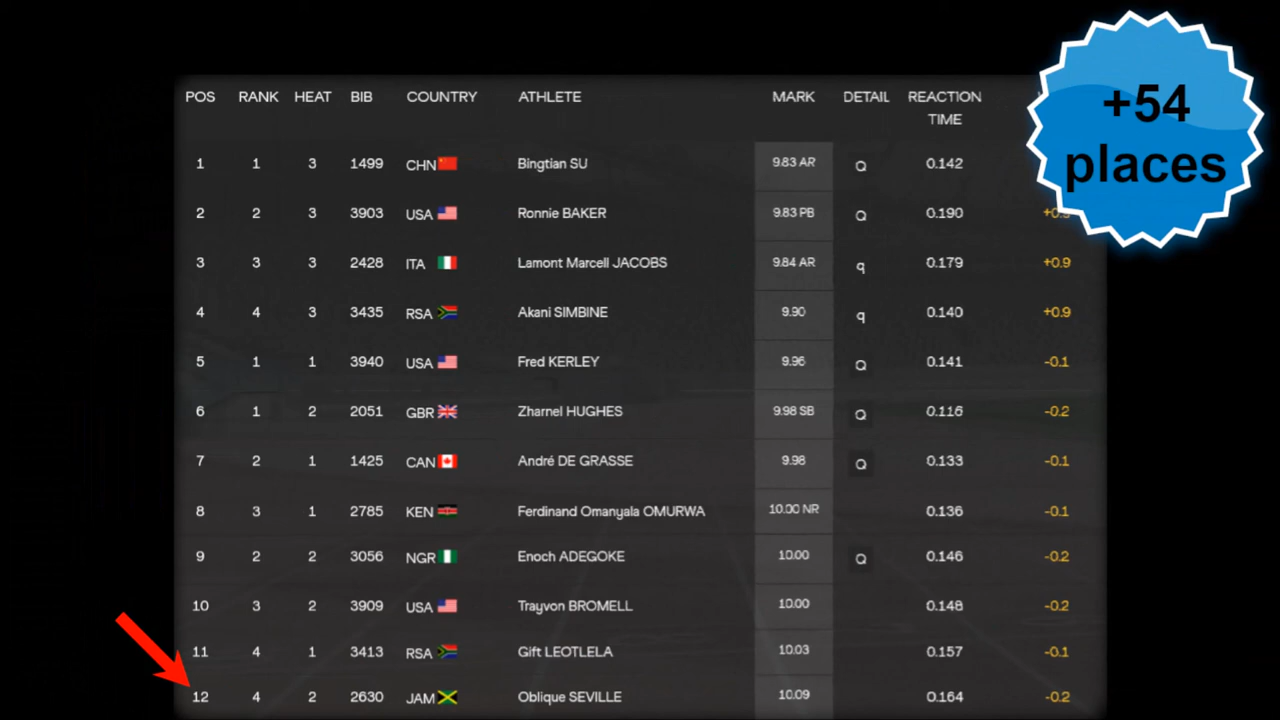 +54
places
POS RANK HEAT BIB COUNTRY ATHLETE MARK DETAIL REACTION TIME
1 1 3 1499 CHN Bingtian SU 9.83 AR Q 0.142
2 2 3 3903 USA Ronnie BAKER 9.83 PB Q 0.190
3 3 3 2428 ITA Lamont Marcell JACOBS 9.84 AR q 0.179 +0.9
4 4 3 3435 RSA Akani SIMBINE 9.90 q 0.140 +0.9
5 1 1 3940 USA Fred KERLEY 9.96 Q 0.141 -0.1
6 1 2 2051 GBR Zharnel HUGHES 9.98 SB Q 0.116 -0.2
7 2 1 1425 CAN André DE GRASSE 9.98 Q 0.133 -0.1
8 3 1 2785 KEN Ferdinand Omanyala OMURWA 10.00 NR 0.136 -0.1
9 2 2 3056 NGR Enoch ADEGOKE 10.00 Q 0.146 -0.2
10 3 2 3909 USA Trayvon BROMELL 10.00 0.148 -0.2
11 4 1 3413 RSA Gift LEOTLELA 10.03 0.157 -0.1
12 4 2 2630 JAM Oblique SEVILLE 10.09 0.164 -0.2